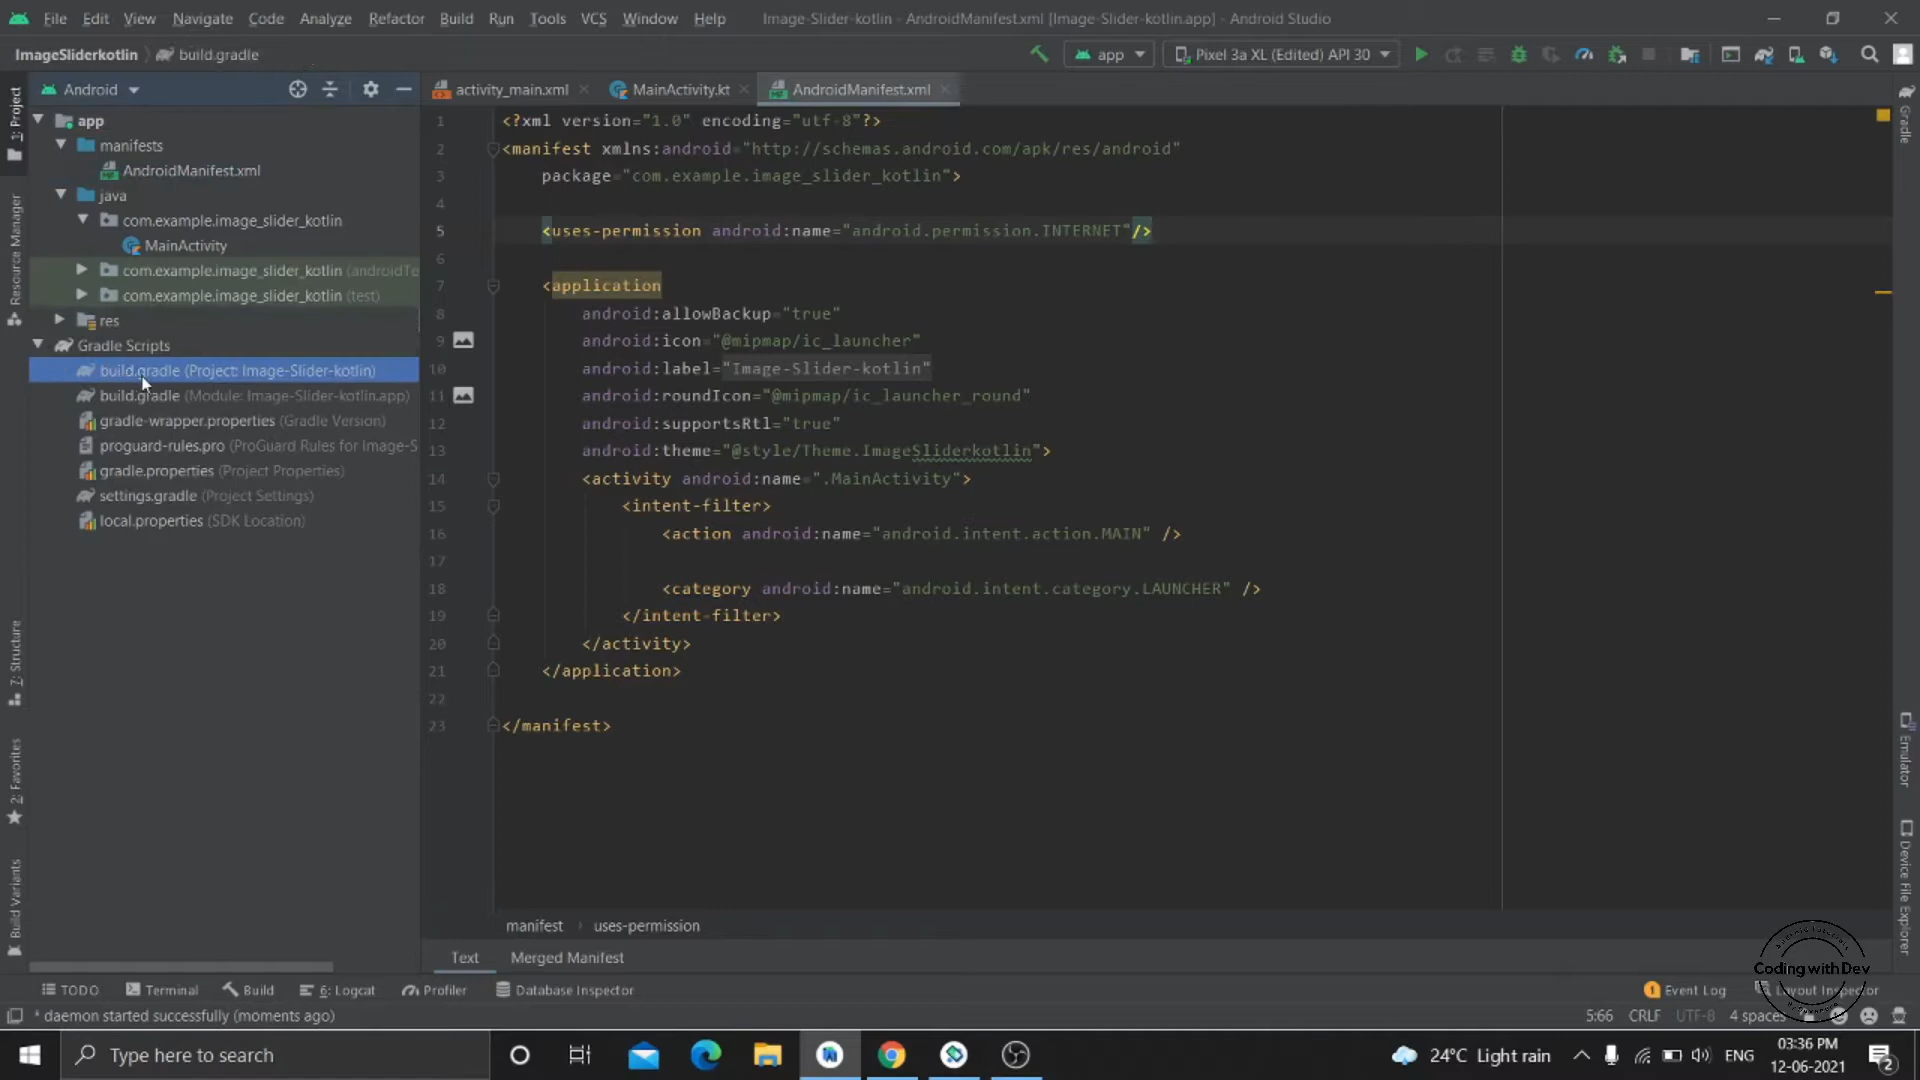 File Edit View Navigate Code Analyze Refactor Build Run Tools VCS Window Help Image-Slider-kotlin - AndroidManifest.xml [Image-Slider-kotlin.app] - Android Studio
ImageSliderkotlin build.gradle app Pixel 3a XL (Edited) API 30
Android activity_main.xml MainActivity.kt AndroidManifest.xml
1: Project
Resource Manager
7: Structure
2: Favorites
Build Variants
app
manifests
AndroidManifest.xml
java
com.example.image_slider_kotlin
MainActivity
com.example.image_slider_kotlin (androidTe
com.example.image_slider_kotlin (test)
res
Gradle Scripts
build.gradle (Project: Image-Slider-kotlin)
build.gradle (Module: Image-Slider-kotlin.app)
gradle-wrapper.properties (Gradle Version)
proguard-rules.pro (ProGuard Rules for Image-S
gradle.properties (Project Properties)
settings.gradle (Project Settings)
local.properties (SDK Location)
1 <?xml version="1.0" encoding="utf-8"?>
2 <manifest xmlns:android="http://schemas.android.com/apk/res/android"
3 package="com.example.image_slider_kotlin">
4
5 <uses-permission android:name="android.permission.INTERNET"/>
6
7 <application
8 android:allowBackup="true"
9 android:icon="@mipmap/ic_launcher"
10 android:label="Image-Slider-kotlin"
11 android:roundIcon="@mipmap/ic_launcher_round"
12 android:supportsRtl="true"
13 android:theme="@style/Theme.ImageSliderkotlin">
14 <activity android:name=".MainActivity">
15 <intent-filter>
16 <action android:name="android.intent.action.MAIN" />
17
18 <category android:name="android.intent.category.LAUNCHER" />
19 </intent-filter>
20 </activity>
21 </application>
22
23 </manifest>
Gradle
Emulator
Device File Explorer
manifest uses-permission
Text Merged Manifest
Coding with Dev
TODO Terminal Build 6: Logcat Profiler Database Inspector 1 Event Log Layout Inspector
* daemon started successfully (moments ago) 5:66 CRLF UTF-8 4 spaces
Type here to search 24°C Light rain ENG 03:36 PM
12-06-2021 2